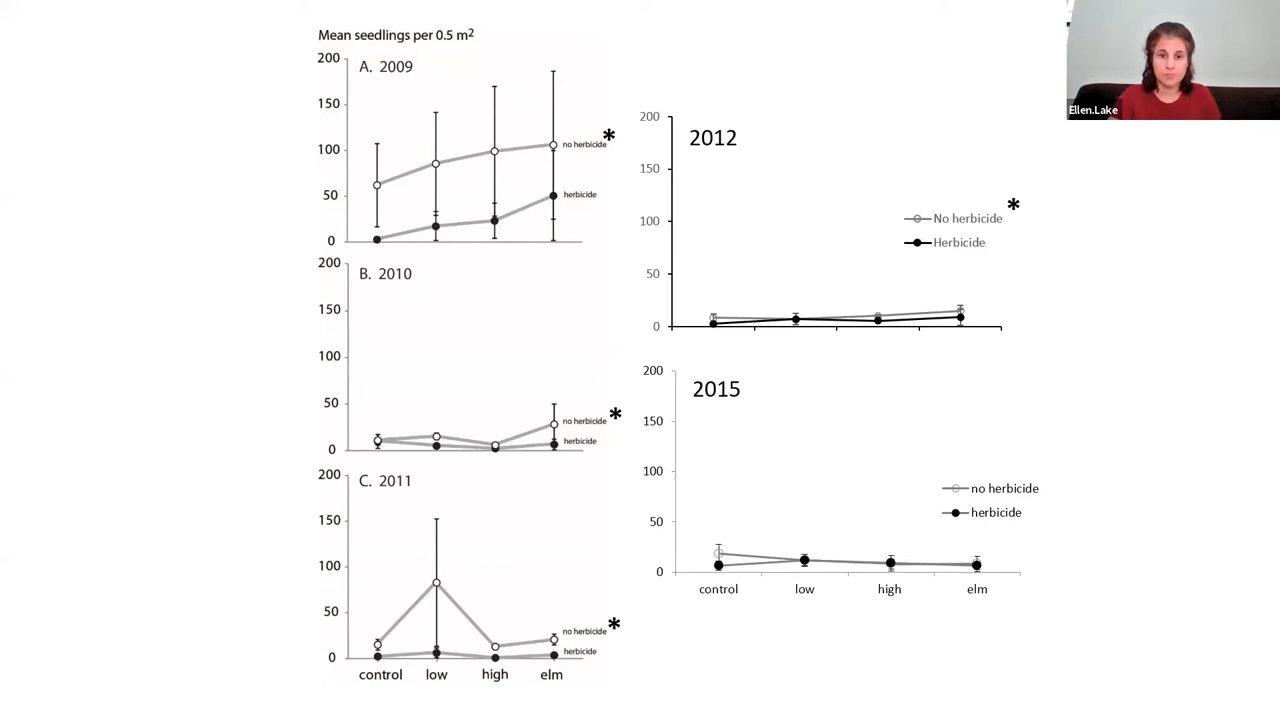 Mean seedlings per 0.5 m2
200
A. 2009
150
100
50
0
no herbicide*
herbicide
200
B. 2010
150
100
50
0
no herbicide *
herbicide
200
C. 2011
150
100
50
0
no herbicide *
herbicide
control low high elm
200
2012
150
100
50
0
No herbicide *
Herbicide
200
2015
150
100
50
0
no herbicide
herbicide
control low high elm
Ellen.Lake